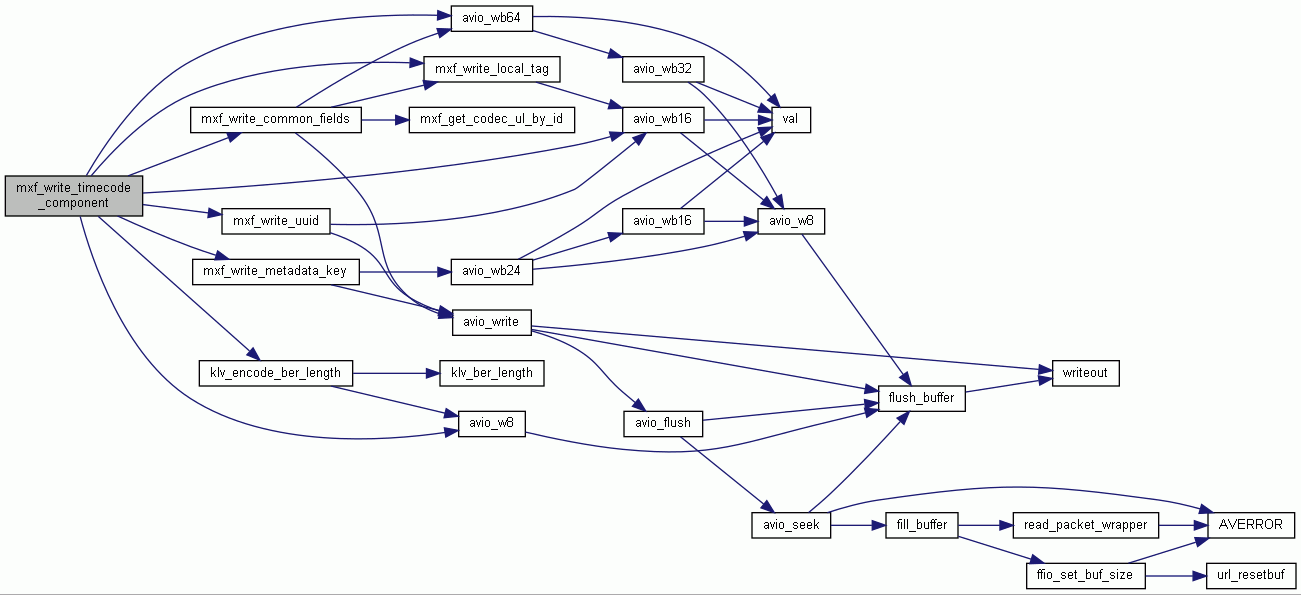 avio_wb64
mxf_write_local_tag
avio_wb32
mxf_write_common_fields
mxf_get_codec_ul_by_id
avio_wb16
val
mxf_write_timecode
_component
mxf_write_uuid
avio_wb16
avio_w8
mxf_write_metadata_key
avio_wb24
avio_write
klv_encode_ber_length
klv_ber_length
writeout
flush_buffer
avio_w8
avio_flush
avio_seek
fill_buffer
read_packet_wrapper
AVERROR
ffio_set_buf_size
url_resetbuf